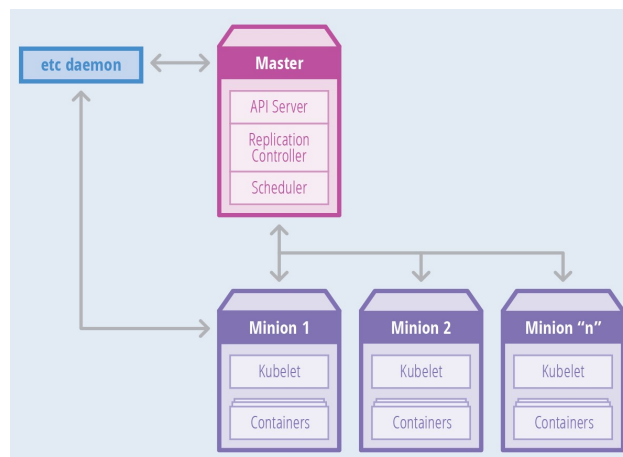 etc daemon
Master
API Server
Replication
Controller
Scheduler
Minion 1
Kubelet
Containers
Minion 2
Kubelet
Containers
Minion “n”
Kubelet
Containers